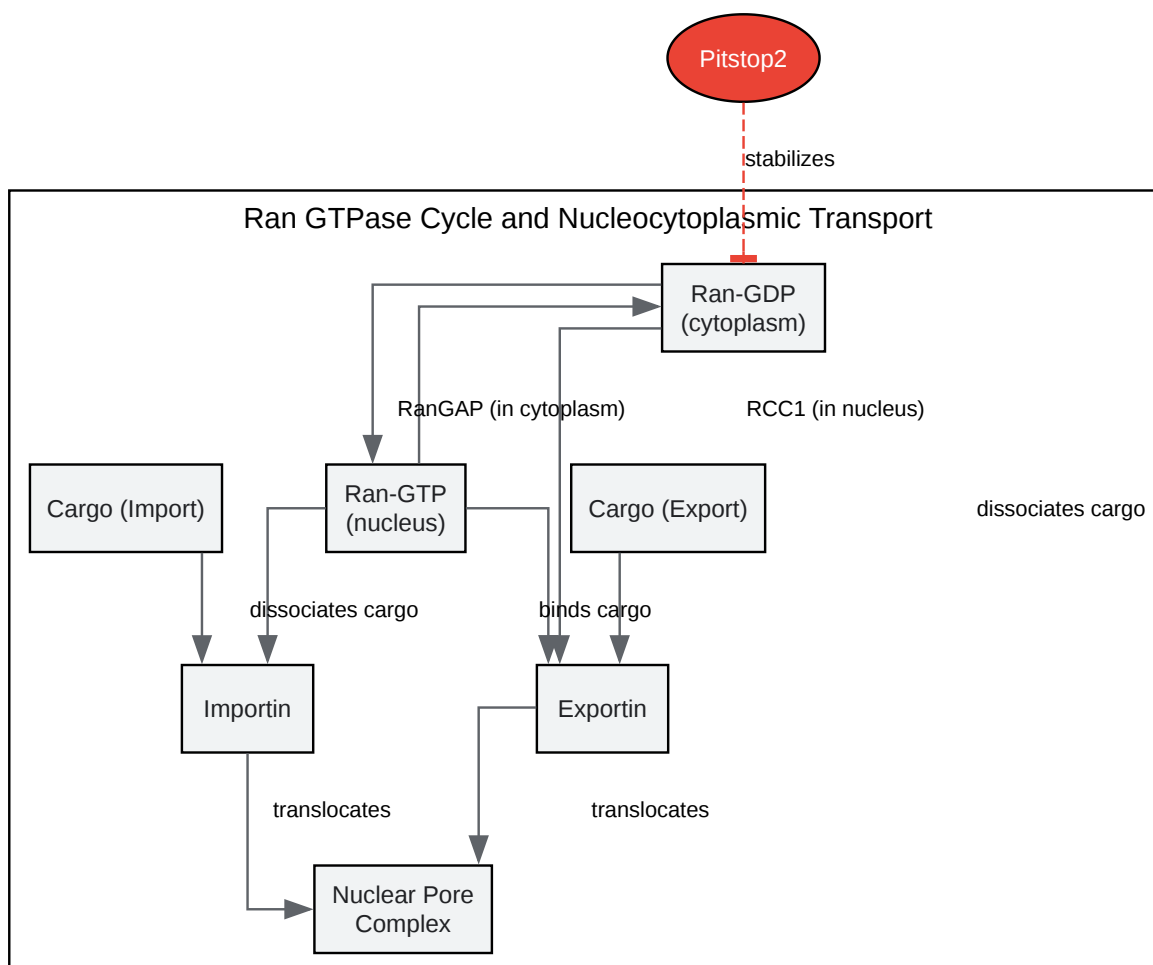 Pitstop2
stabilizes
Ran GTPase Cycle and Nucleocytoplasmic Transport
Ran-GDP
(cytoplasm)
RanGAP (in cytoplasm)
RCC1 (in nucleus)
Cargo (Import)
Ran-GTP
(nucleus)
Cargo (Export)
dissociates cargo
dissociates cargo
binds cargo
Importin
Exportin
translocates
translocates
Nuclear Pore
Complex